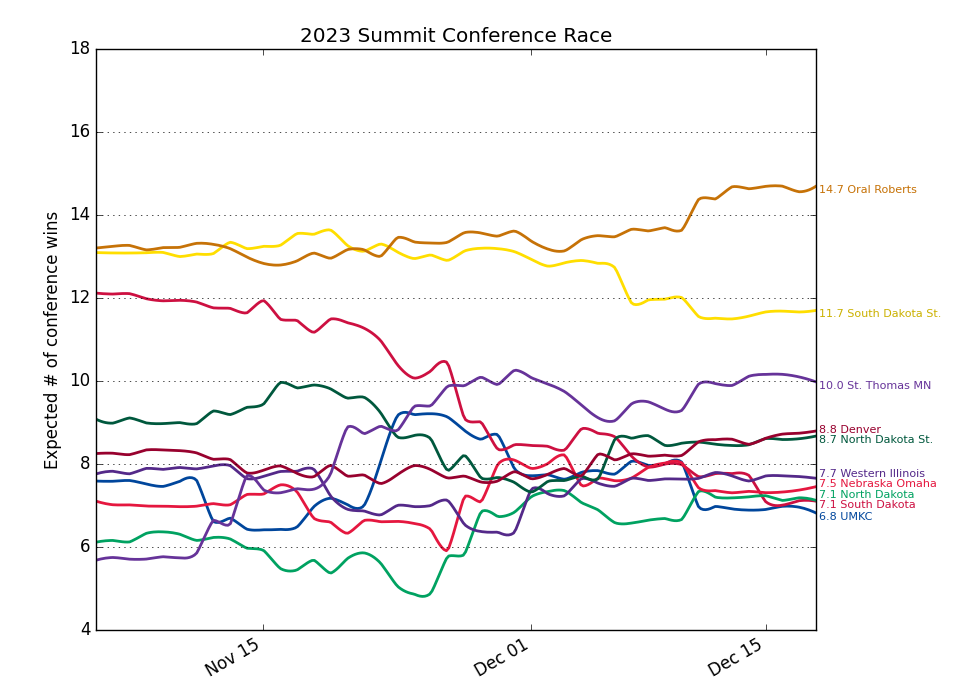 2023 Summit Conference Race
Expected # of conference wins
18
16
14
12
10
8
6
4
Nov 15
Dec 01
Dec 15
14.7 Oral Roberts
11.7 South Dakota St.
10.0 St. Thomas MN
8.8 Denver
8.7 North Dakota St.
7.7 Western Illinois
7.5 Nebraska Omaha
7.1 North Dakota
7.1 South Dakota
6.8 UMKC